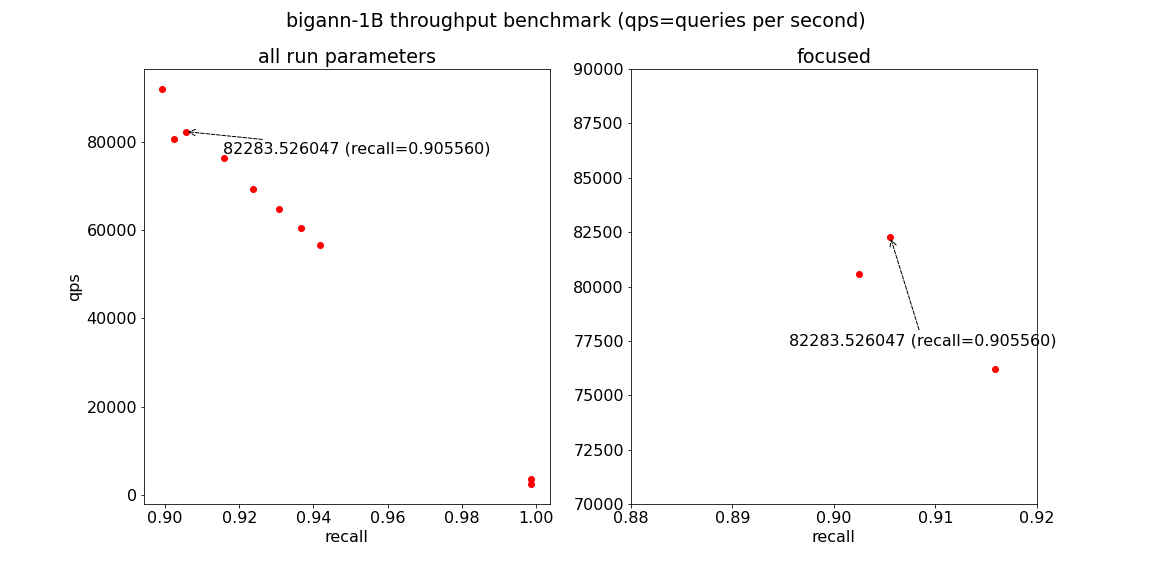 bigann-1B throughput benchmark (qps=queries per second)
all run parameters
80000
60000
40000
20000
0
qps
82283.526047 (recall=0.905560)
0.90 0.92 0.94 0.96 0.98 1.00
recall
focused
90000
87500
85000
82500
80000
77500
75000
72500
70000
82283.526047 (recall=0.905560)
0.88 0.89 0.90 0.91 0.92
recall